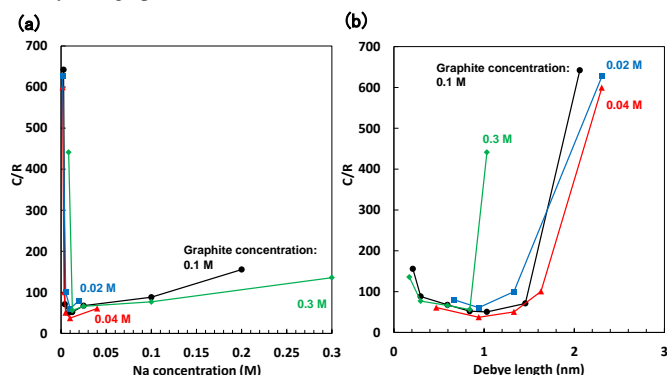 (a)
700
600
500
400
300
200
100
0
C/R
Graphite concentration:
0.1 M
0.02 M
0.04 M
0.3 M
0
0.05
0.1
0.15
0.2
0.25
0.3
Na concentration (M)
(b)
700
600
500
400
300
200
100
0
C/R
Graphite concentration:
0.1 M
0.02 M
0.04 M
0.3 M
0
1
2
3
Debye length (nm)